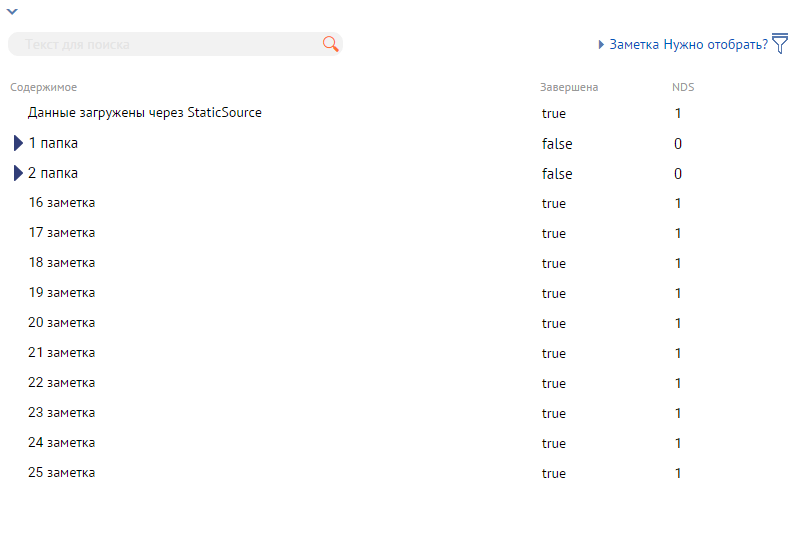 Текст для поиска
Заметка Нужно отобрать?
Содержимое Завершена NDS
Данные загружены через StaticSource true 1
1 папка false 0
2 папка false 0
16 заметка true 1
17 заметка true 1
18 заметка true 1
19 заметка true 1
20 заметка true 1
21 заметка true 1
22 заметка true 1
23 заметка true 1
24 заметка true 1
25 заметка true 1